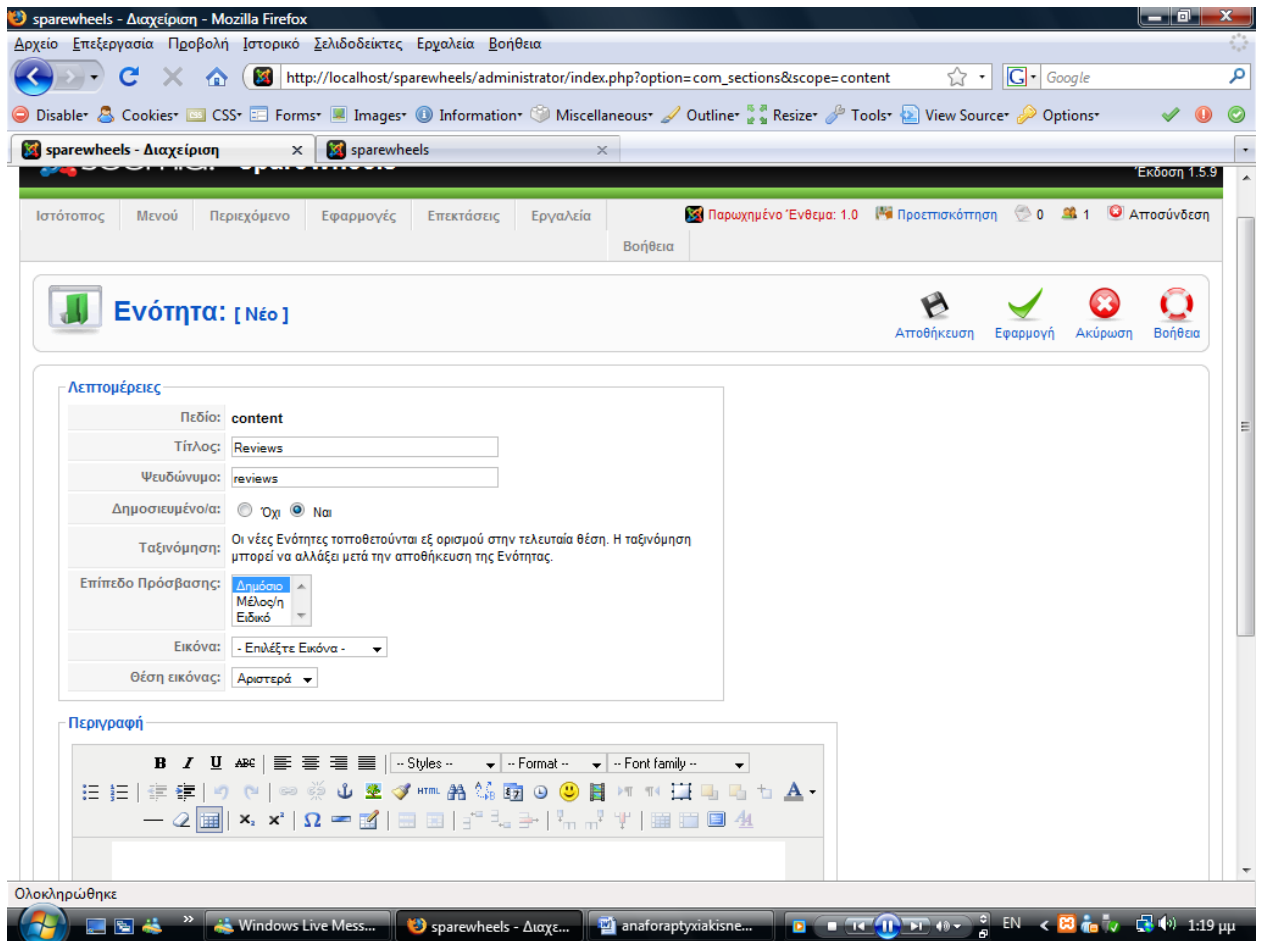 sparewheels - Διαχείριση - Mozilla Firefox
Αρχείο Επεξεργασία Προβολή Ιστορικό Σελιδοδείκτες Εργαλεία Βοήθεια
http://localhost/sparewheels/administrator/index.php?option=com_sections&scope=content G Google
Disable Cookies CSS Forms Images Information Miscellaneous Outline Resize Tools View Source Options
sparewheels - Διαχείριση sparewheels
Έκδοση 1.5.9
Ιστότοπος Μενού Περιεχόμενο Εφαρμογές Επεκτάσεις Εργαλεία Παρωχημένο Ένθεμα: 1.0 Προεπισκόπηση 0 1 Αποσύνδεση
Βοήθεια
Ενότητα: [ Νέο ]
Αποθήκευση Εφαρμογή Ακύρωση Βοήθεια
Λεπτομέρειες
Πεδίο: content
Τίτλος: Reviews
Ψευδώνυμο: reviews
Δημοσιευμένο/α: Όχι Ναι
Ταξινόμηση: Οι νέες Ενότητες τοποθετούνται εξ ορισμού στην τελευταία θέση. Η ταξινόμηση
μπορεί να αλλάξει μετά την αποθήκευση της Ενότητας.
Επίπεδο Πρόσβασης: Δημόσιο
Μέλος/η
Ειδικό
Εικόνα: - Επιλέξτε Εικόνα -
Θέση εικόνας: Αριστερά
Περιγραφή
B I U ABC -- Styles -- -- Format -- -- Font family --
HTML
Ολοκληρώθηκε
Windows Live Mess... sparewheels - Διαχε... anaforaptyxiakisne... EN 1:19 μμ